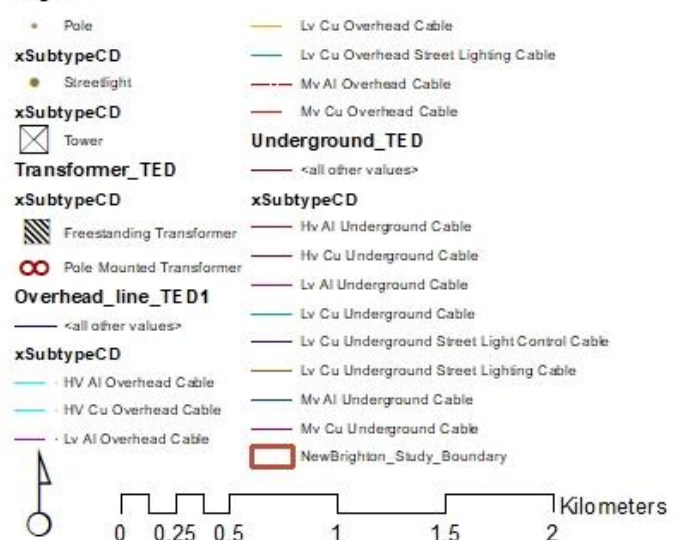 Pole
xSubtypeCD
Streetlight
xSubtypeCD
Tower
Transformer_TED
xSubtypeCD
Freestanding Transformer
Pole Mounted Transformer
Overhead_line_TED1
<all other values>
xSubtypeCD
HV Al Overhead Cable
HV Cu Overhead Cable
Lv Al Overhead Cable
Lv Cu Overhead Cable
Lv Cu Overhead Street Lighting Cable
Mv Al Overhead Cable
Mv Cu Overhead Cable
Underground_TED
<all other values>
xSubtypeCD
Hv Al Underground Cable
Hv Cu Underground Cable
Lv Al Underground Cable
Lv Cu Underground Cable
Lv Cu Underground Street Light Control Cable
Lv Cu Underground Street Lighting Cable
Mv Al Underground Cable
Mv Cu Underground Cable
NewBrighton_Study_Boundary
Kilometers
0 0.25 0.5 1 1.5 2